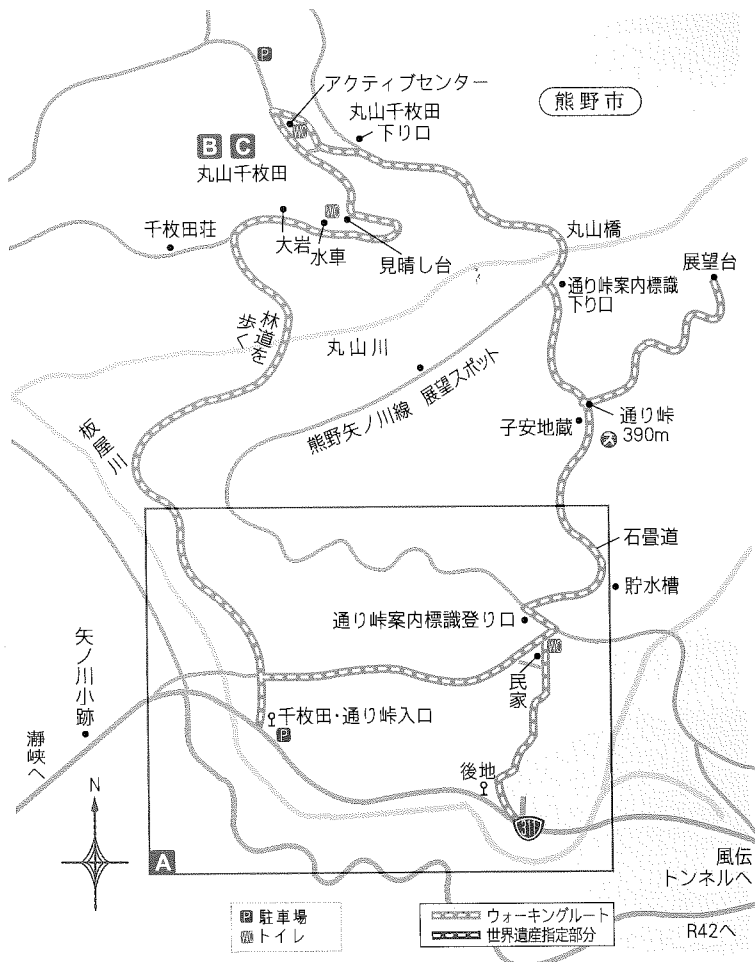 P
アクティブセンター
熊野市
丸山千枚田
下り口
WC
B C
丸山千枚田
WC
丸山橋
千枚田荘
大岩
水車
見晴し台
展望台
通り峠案内標識
下り口
林道を
歩く
丸山川
熊野矢ノ川線 展望スポット
子安地蔵
通り峠
390m
板屋川
石畳道
貯水槽
通り峠案内標識登り口
WC
民家
矢ノ川小跡
瀞峡へ
千枚田・通り峠入口
P
後地
311
N
A
風伝
トンネルへ
P 駐車場
WC トイレ
ウォーキングルート
世界遺産指定部分
R42へ